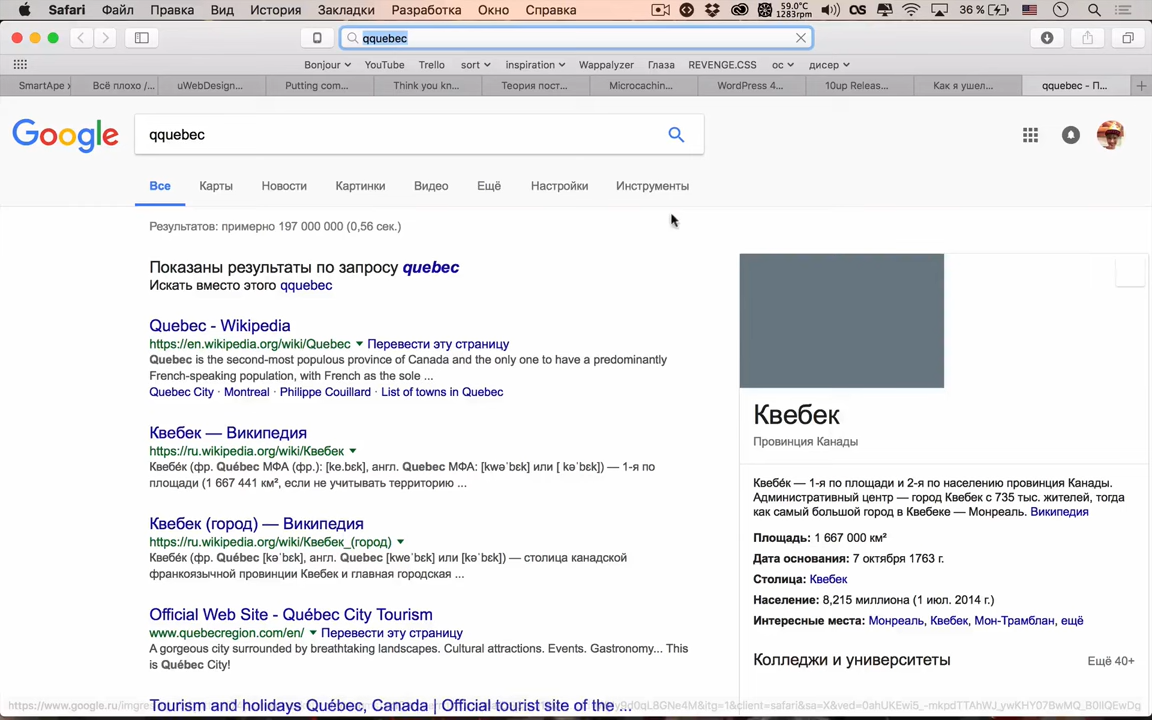 Safari Файл Правка Вид История Закладки Разработка Окно Справка 59.0°C 1283rpm 36 %
qquebec
Bonjour YouTube Trello sort inspiration Wappalyzer Глаза REVENGE.CSS ос дисер
SmartApe Всё плохо /... uWebDesign... Putting com... Think you kn... Теория пост... Microcachin... WordPress 4... 10up Releas... Как я ушел... qquebec - П...
Google qquebec
Все Карты Новости Картинки Видео Ещё Настройки Инструменты
Результатов: примерно 197 000 000 (0,56 сек.)
Показаны результаты по запросу quebec
Искать вместо этого qquebec
Quebec - Wikipedia
https://en.wikipedia.org/wiki/Quebec Перевести эту страницу
Quebec is the second-most populous province of Canada and the only one to have a predominantly
French-speaking population, with French as the sole ...
Quebec City · Montreal · Philippe Couillard · List of towns in Quebec
Квебек — Википедия
https://ru.wikipedia.org/wiki/Квебек
Квебе́к (фр. Québec МФА (фр.): [ke.bɛk], англ. Quebec МФА: [kwəˈbɛk] или [ kəˈbɛk]) — 1-я по
площади (1 667 441 км², если не учитывать территорию ...
Квебек (город) — Википедия
https://ru.wikipedia.org/wiki/Квебек_(город)
Квебе́к (фр. Québec [kəˈbɛk], англ. Quebec [kweˈbɛk] или [kəˈbɛk]) — столица канадской
франкоязычной провинции Квебек и главная городская ...
Official Web Site - Québec City Tourism
www.quebecregion.com/en/ Перевести эту страницу
A gorgeous city surrounded by breathtaking landscapes. Cultural attractions. Events. Gastronomy... This
is Québec City!
Tourism and holidays Québec, Canada | Official tourist site of the ...
Квебек
Провинция Канады
Квебе́к — 1-я по площади и 2-я по населению провинция Канады.
Административный центр — город Квебек с 735 тыс. жителей, тогда
как самый большой город в Квебеке — Монреаль. Википедия
Площадь: 1 667 000 км²
Дата основания: 7 октября 1763 г.
Столица: Квебек
Население: 8,215 миллиона (1 июл. 2014 г.)
Интересные места: Монреаль, Квебек, Мон-Трамблан, ещё
Колледжи и университеты Ещё 40+